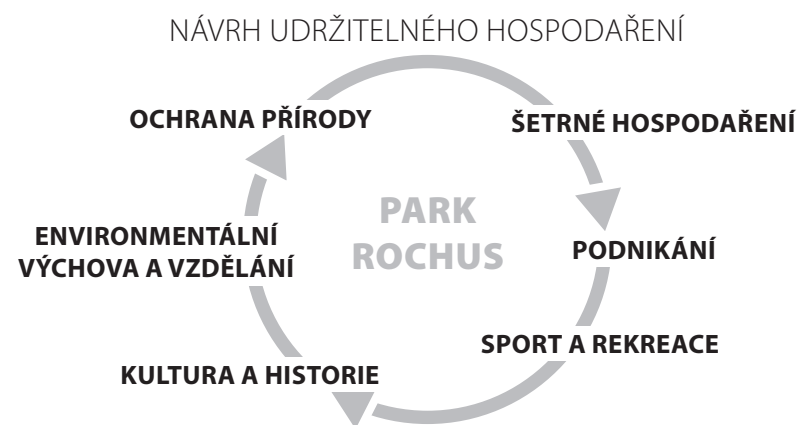 NÁVRH UDRŽITELNÉHO HOSPODAŘENÍ
OCHRANA PŘÍRODY
ŠETRNÉ HOSPODAŘENÍ
PARK
ROCHUS
ENVIRONMENTÁLNÍ
VÝCHOVA A VZDĚLÁNÍ
PODNIKÁNÍ
SPORT A REKREACE
KULTURA A HISTORIE